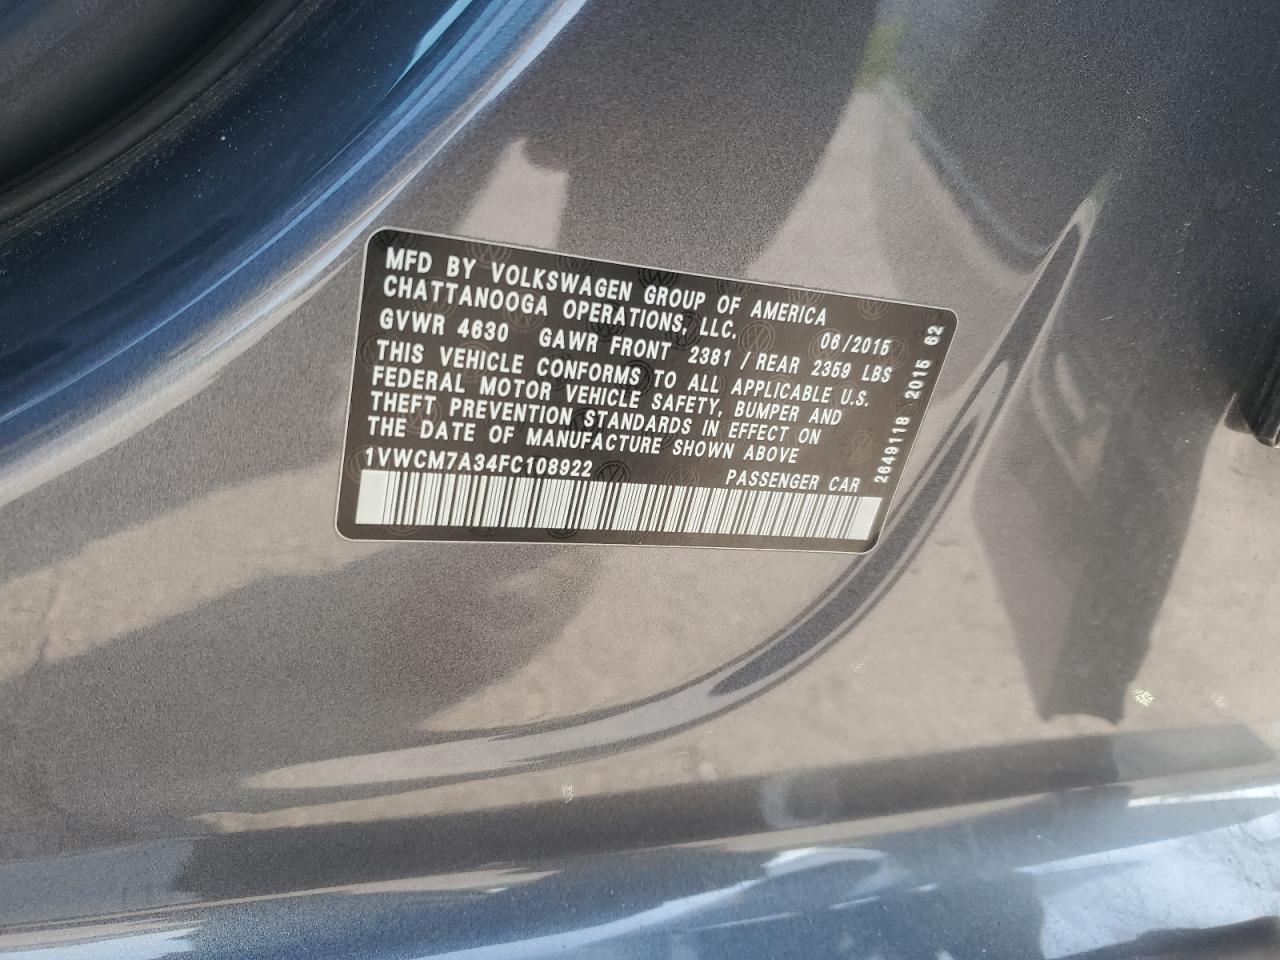 MFD BY VOLKSWAGEN GROUP OF AMERICA
CHATTANOOGA OPERATIONS, LLC. 06/2015
GVWR 4630 GAWR FRONT 2381 / REAR 2359 LBS
THIS VEHICLE CONFORMS TO ALL APPLICABLE U.S.
FEDERAL MOTOR VEHICLE SAFETY, BUMPER AND
THEFT PREVENTION STANDARDS IN EFFECT ON
THE DATE OF MANUFACTURE SHOWN ABOVE
1VWCM7A34FC108922 PASSENGER CAR
2649118 2015 62